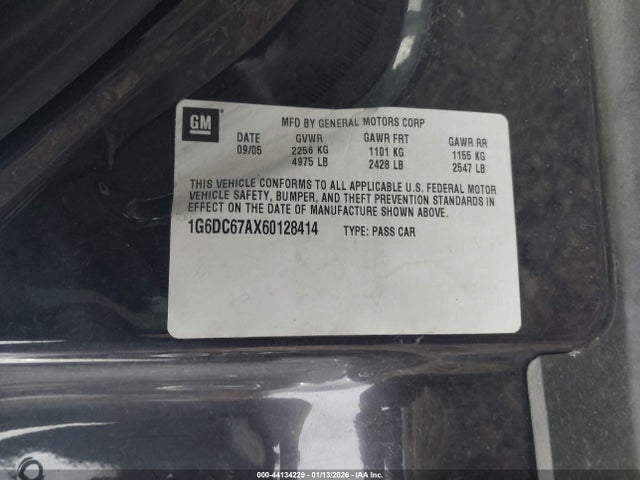 GM
MFD BY GENERAL MOTORS CORP
DATE GVWR GAWR FRT GAWR RR
09/05 2256 KG 1101 KG 1155 KG
4975 LB 2428 LB 2547 LB
THIS VEHICLE CONFORMS TO ALL APPLICABLE U.S. FEDERAL MOTOR
VEHICLE SAFETY, BUMPER, AND THEFT PREVENTION STANDARDS IN
EFFECT ON THE DATE OF MANUFACTURE SHOWN ABOVE.
1G6DC67AX60128414 TYPE: PASS CAR
000-44134229 - 01/13/2026 - IAA Inc.